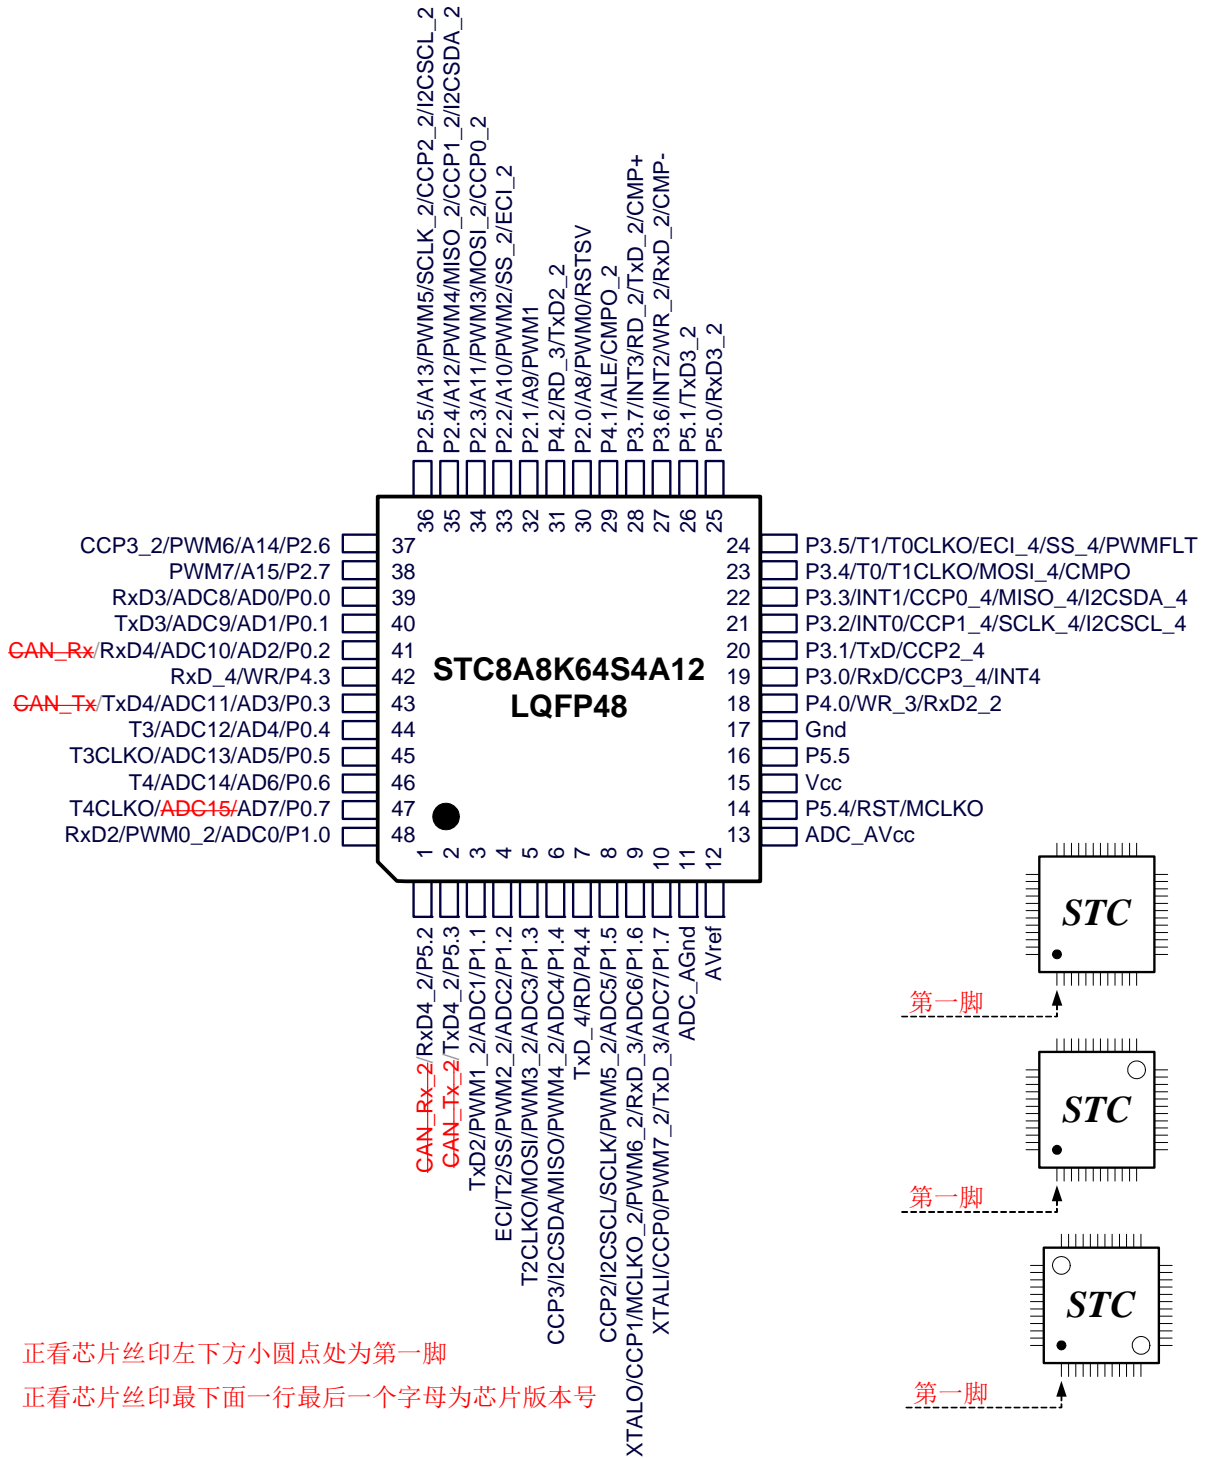 P2.5/A13/PWM5/SCLK_2/CCP2_2/I2CSCL_2
P2.4/A12/PWM4/MISO_2/CCP1_2/I2CSDA_2
P2.3/A11/PWM3/MOSI_2/CCP0_2
P2.2/A10/PWM2/SS_2/ECI_2
P2.1/A9/PWM1
P4.2/RD_3/TxD2_2
P2.0/A8/PWM0/RSTSV
P4.1/ALE/CMPO_2
P3.7/INT3/RD_2/TxD_2/CMP+
P3.6/INT2/WR_2/RxD_2/CMP-
P5.1/TxD3_2
P5.0/RxD3_2
36 35 34 33 32 31 30 29 28 27 26 25
CCP3_2/PWM6/A14/P2.6 37
PWM7/A15/P2.7 38
RxD3/ADC8/AD0/P0.0 39
TxD3/ADC9/AD1/P0.1 40
CAN_Rx/RxD4/ADC10/AD2/P0.2 41
RxD_4/WR/P4.3 42
CAN_Tx/TxD4/ADC11/AD3/P0.3 43
T3/ADC12/AD4/P0.4 44
T3CLKO/ADC13/AD5/P0.5 45
T4/ADC14/AD6/P0.6 46
T4CLKO/ADC15/AD7/P0.7 47
RxD2/PWM0_2/ADC0/P1.0 48
STC8A8K64S4A12
LQFP48
24 P3.5/T1/T0CLKO/ECI_4/SS_4/PWMFLT
23 P3.4/T0/T1CLKO/MOSI_4/CMPO
22 P3.3/INT1/CCP0_4/MISO_4/I2CSDA_4
21 P3.2/INT0/CCP1_4/SCLK_4/I2CSCL_4
20 P3.1/TxD/CCP2_4
19 P3.0/RxD/CCP3_4/INT4
18 P4.0/WR_3/RxD2_2
17 Gnd
16 P5.5
15 Vcc
14 P5.4/RST/MCLKO
13 ADC_AVcc
1 2 3 4 5 6 7 8 9 10 11 12
CAN_Rx_2/RxD4_2/P5.2
CAN_Tx_2/TxD4_2/P5.3
TxD2/PWM1_2/ADC1/P1.1
ECI/T2/SS/PWM2_2/ADC2/P1.2
T2CLKO/MOSI/PWM3_2/ADC3/P1.3
CCP3/I2CSDA/MISO/PWM4_2/ADC4/P1.4
TxD_4/RD/P4.4
CCP2/I2CSCL/SCLK/PWM5_2/ADC5/P1.5
XTALO/CCP1/MCLKO_2/PWM6_2/RxD_3/ADC6/P1.6
XTALI/CCP0/PWM7_2/TxD_3/ADC7/P1.7
ADC_AGnd
AVref
STC
第一脚
STC
第一脚
STC
第一脚
正看芯片丝印左下方小圆点处为第一脚
正看芯片丝印最下面一行最后一个字母为芯片版本号